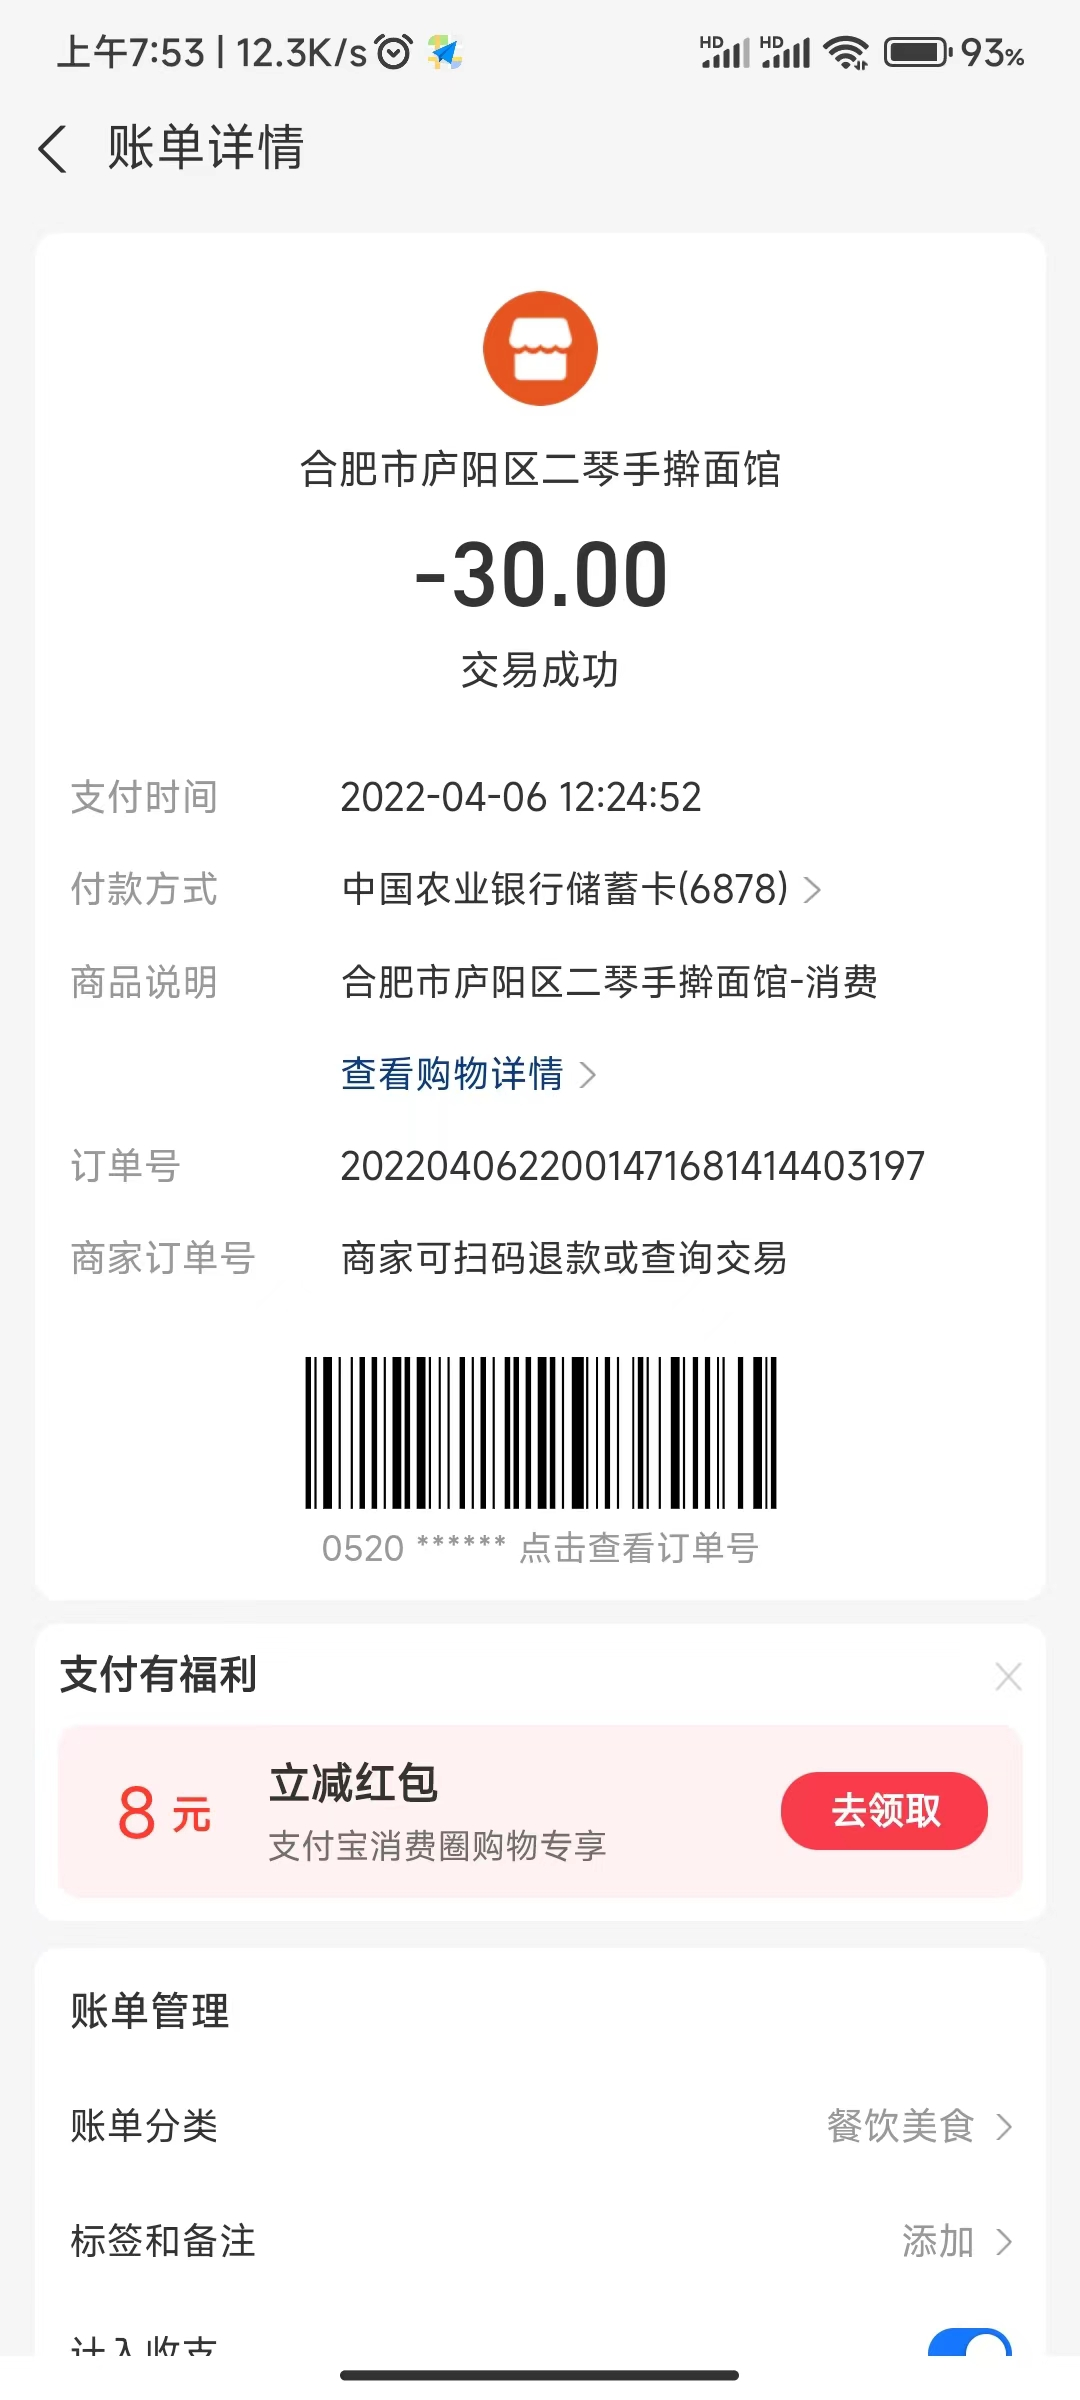 上午7:53 | 12.3K/s
HD HD 93%
账单详情
合肥市庐阳区二琴手擀面馆
-30.00
交易成功
支付时间 2022-04-06 12:24:52
付款方式 中国农业银行储蓄卡(6878)
商品说明 合肥市庐阳区二琴手擀面馆-消费
查看购物详情
订单号 20220406220014716814144031​97
商家订单号 商家可扫码退款或查询交易
0520 ****** 点击查看订单号
支付有福利
8 元 立减红包
支付宝消费圈购物专享
去领取
账单管理
账单分类 餐饮美食
标签和备注 添加
计入收支